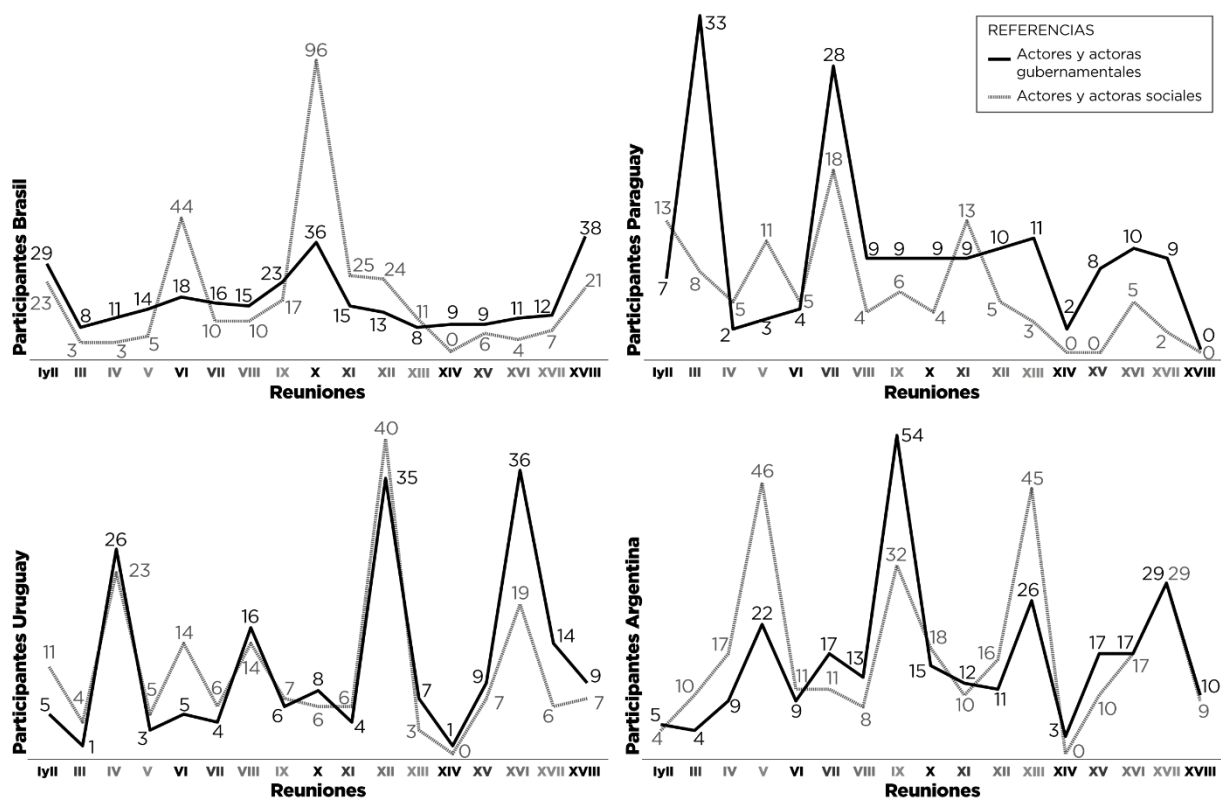 Participantes Brasil
29 8 11 14 18 16 15 23 36 15 13 8 9 9 11 12 38
23 3 3 5 44 10 10 17 96 25 24 11 0 6 4 7 21
IyII III IV V VI VII VIII IX X XI XII XIII XIV XV XVI XVII XVIII
Reuniones
REFERENCIAS
Actores y actoras
gubernamentales
Actores y actoras sociales
Participantes Paraguay
7 33 2 3 4 28 9 9 9 9 10 11 2 8 10 9 0
13 8 5 11 5 18 4 6 4 13 5 3 0 0 5 2 0
IyII III IV V VI VII VIII IX X XI XII XIII XIV XV XVI XVII XVIII
Reuniones
Participantes Uruguay
5 1 26 3 5 4 16 6 8 4 35 7 1 9 36 14 9
11 4 23 5 14 6 14 7 6 6 40 3 0 7 19 6 7
IyII III IV V VI VII VIII IX X XI XII XIII XIV XV XVI XVII XVIII
Reuniones
Participantes Argentina
5 4 9 22 9 17 13 54 15 12 11 26 3 17 17 29 10
4 10 17 46 11 11 8 32 18 10 16 45 0 10 17 29 9
IyII III IV V VI VII VIII IX X XI XII XIII XIV XV XVI XVII XVIII
Reuniones